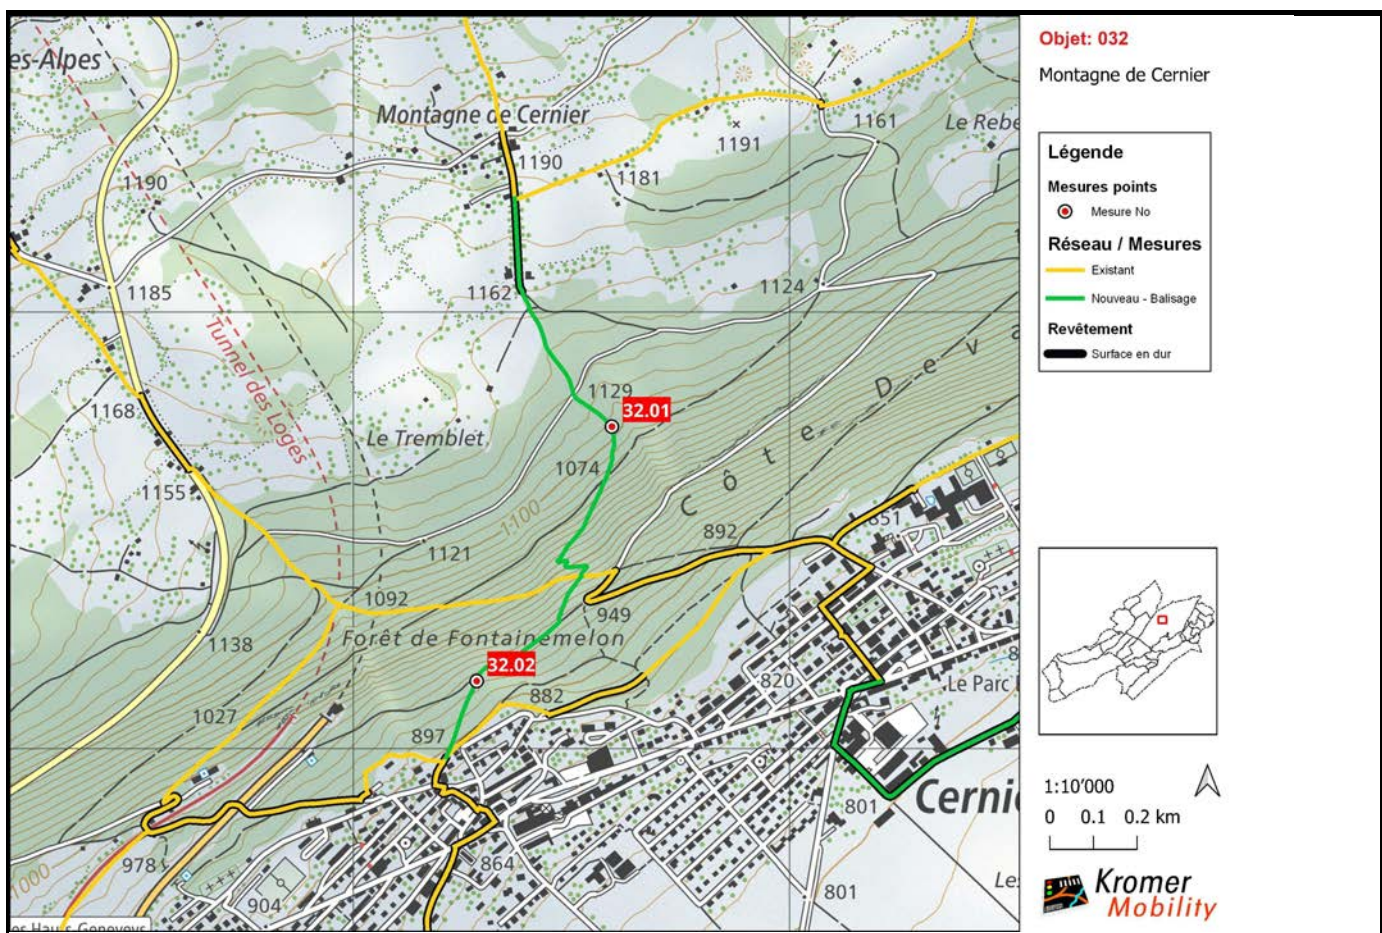 Objet: 032
Montagne de Cernier
Légende
Mesures points
Mesure No
Réseau / Mesures
Existant
Nouveau - Balisage
Revêtement
Surface en dur
1:10'000
0 0.1 0.2 km
Kromer
Mobility
es-Alpes
Montagne de Cernier
1190
1161
Le Rebe
1191
1190
1181
1185
1162
1124
Tunnel des Loges
1129
32.01
1168
Le Tremblet
1074
Côte Deva
1155
1100
892
851
1121
1092
949
1138
Forêt de Fontainemelon
32.02
820
Le Parc
882
1027
897
801
Cernie
978
864
1000
904
801
Les
es Hauts-Geneveys